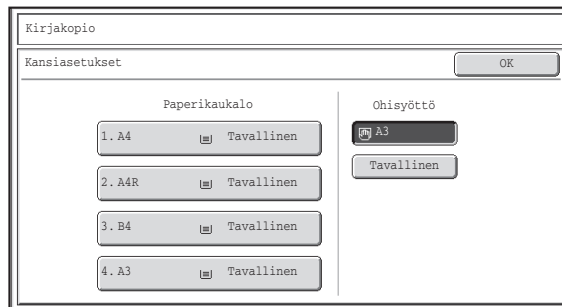 Kirjakopio
Kansiasetukset
OK
Paperikaukalo
Ohisyöttö
1. A4 Tavallinen
A3
2. A4R Tavallinen
Tavallinen
3. B4 Tavallinen
4. A3 Tavallinen